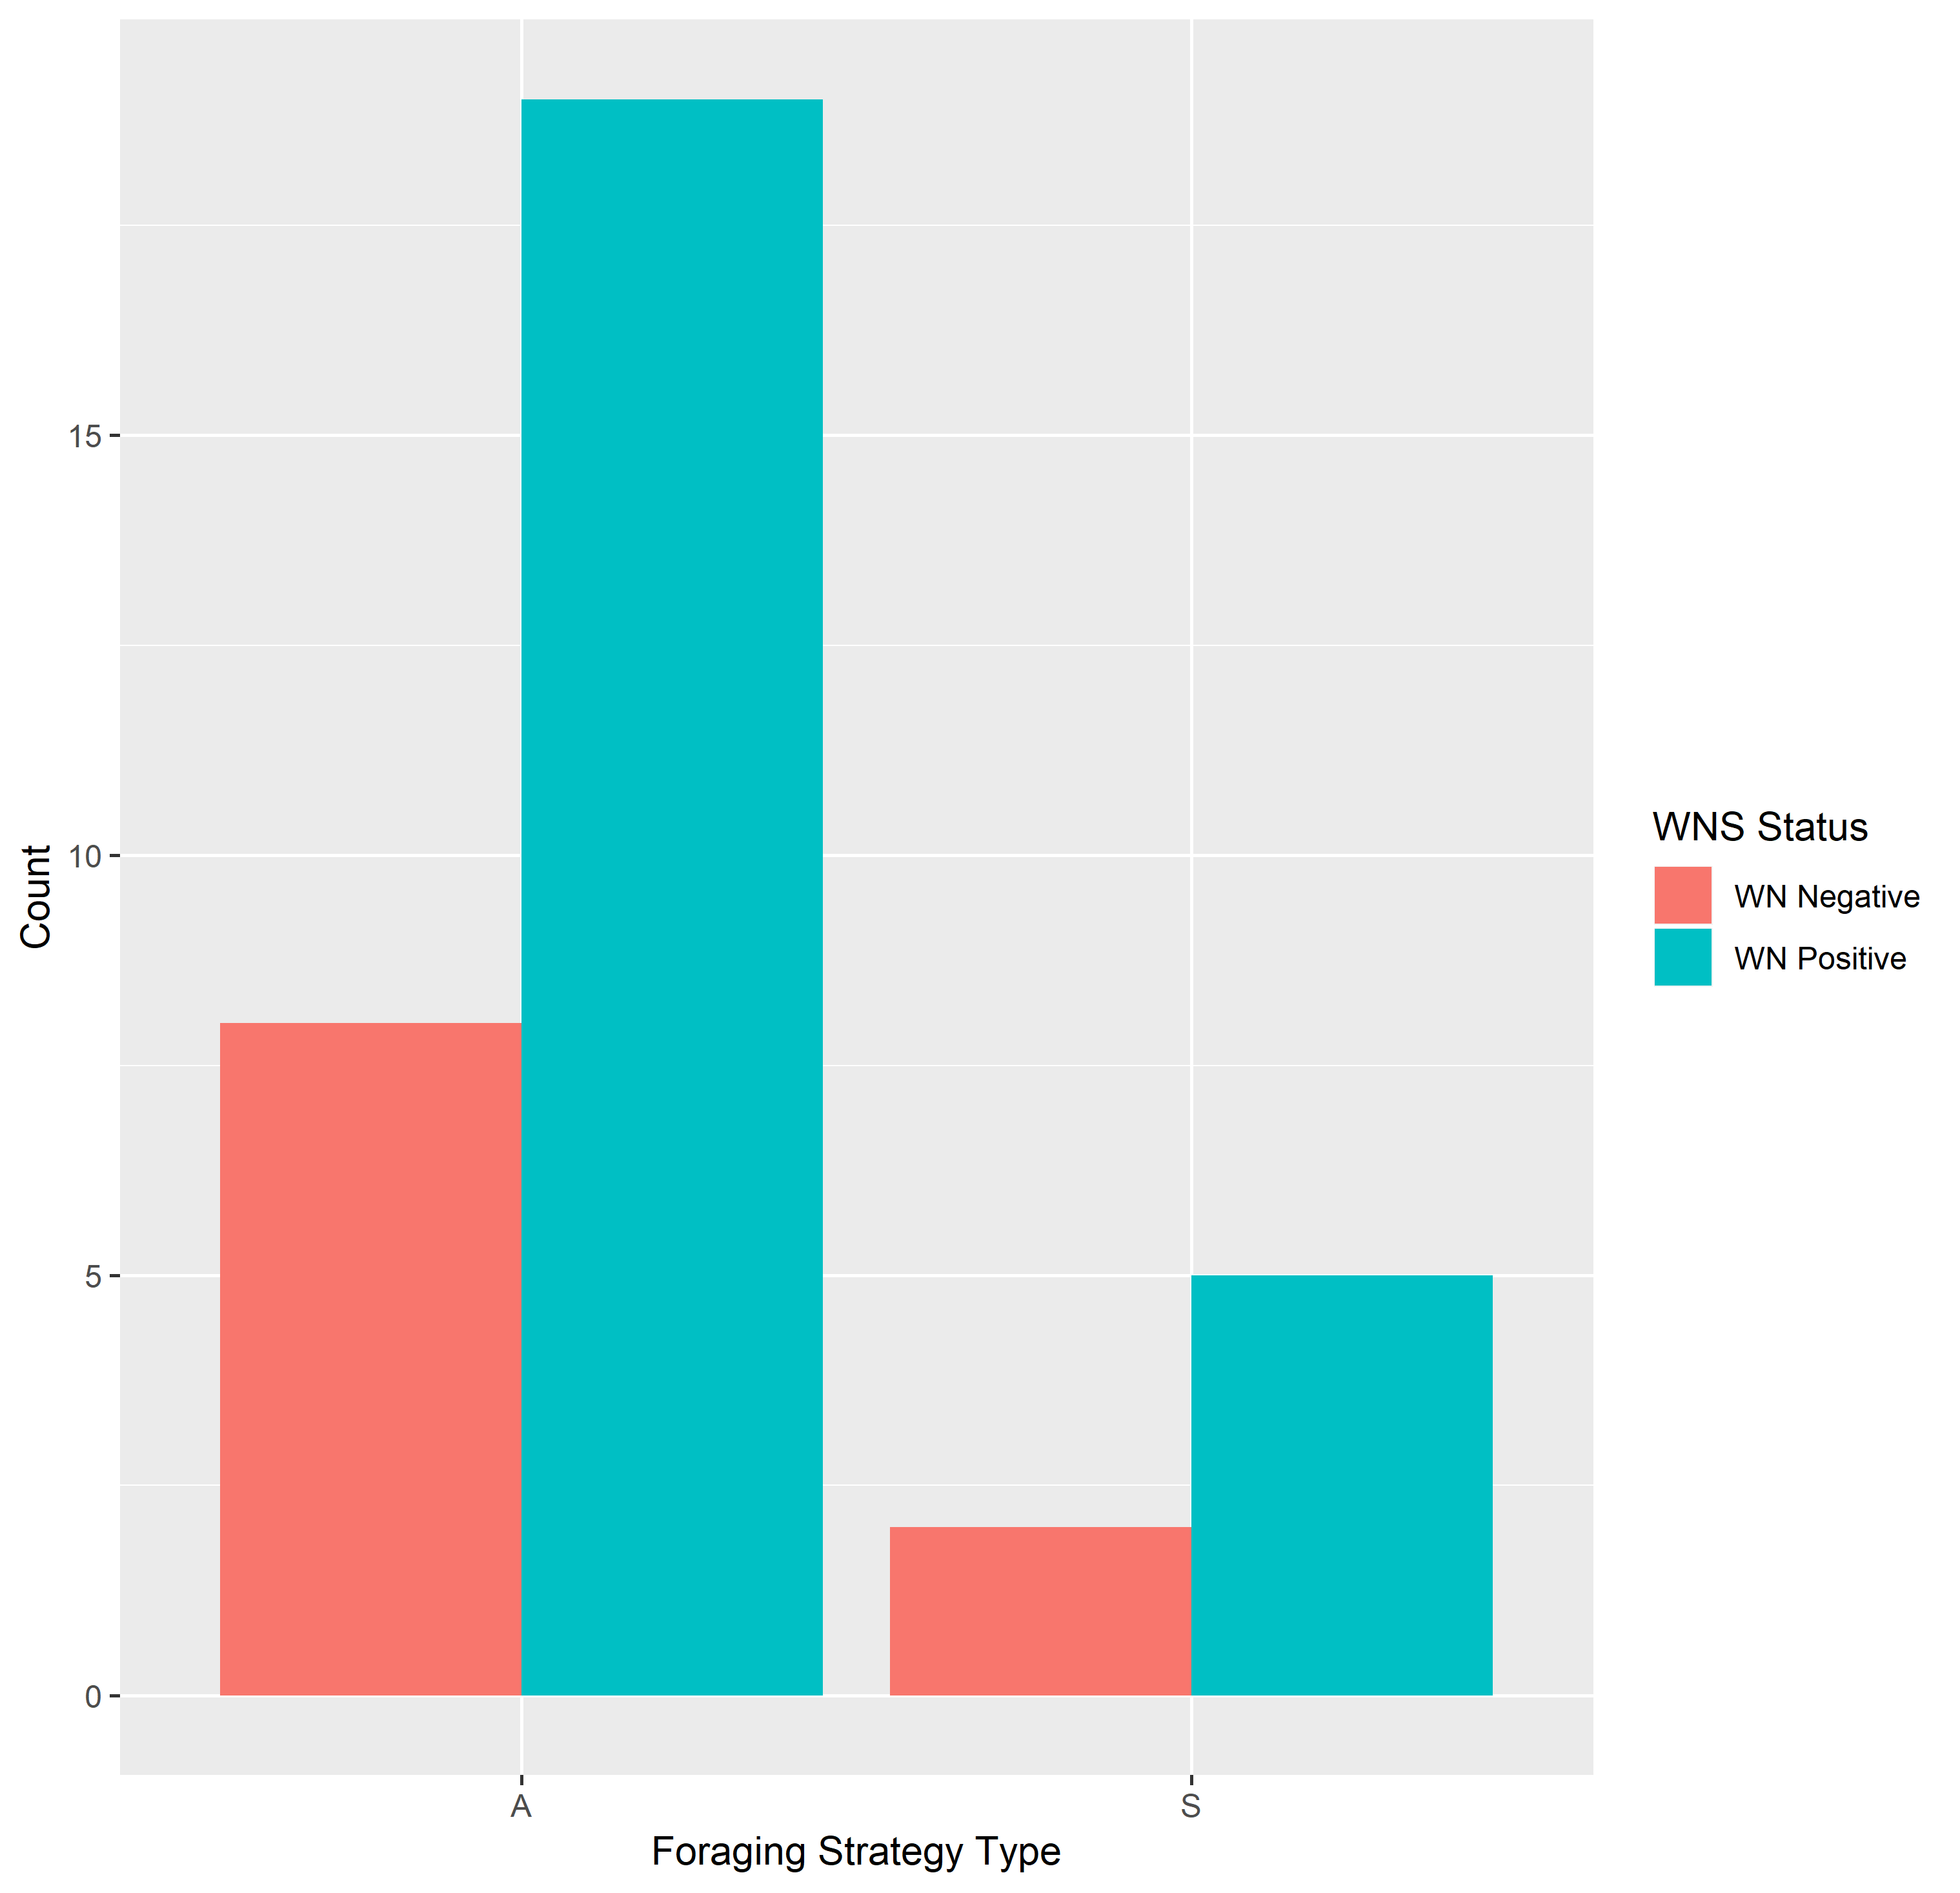 15
10
5
0
Count
A
S
Foraging Strategy Type
WNS Status
WN Negative
WN Positive